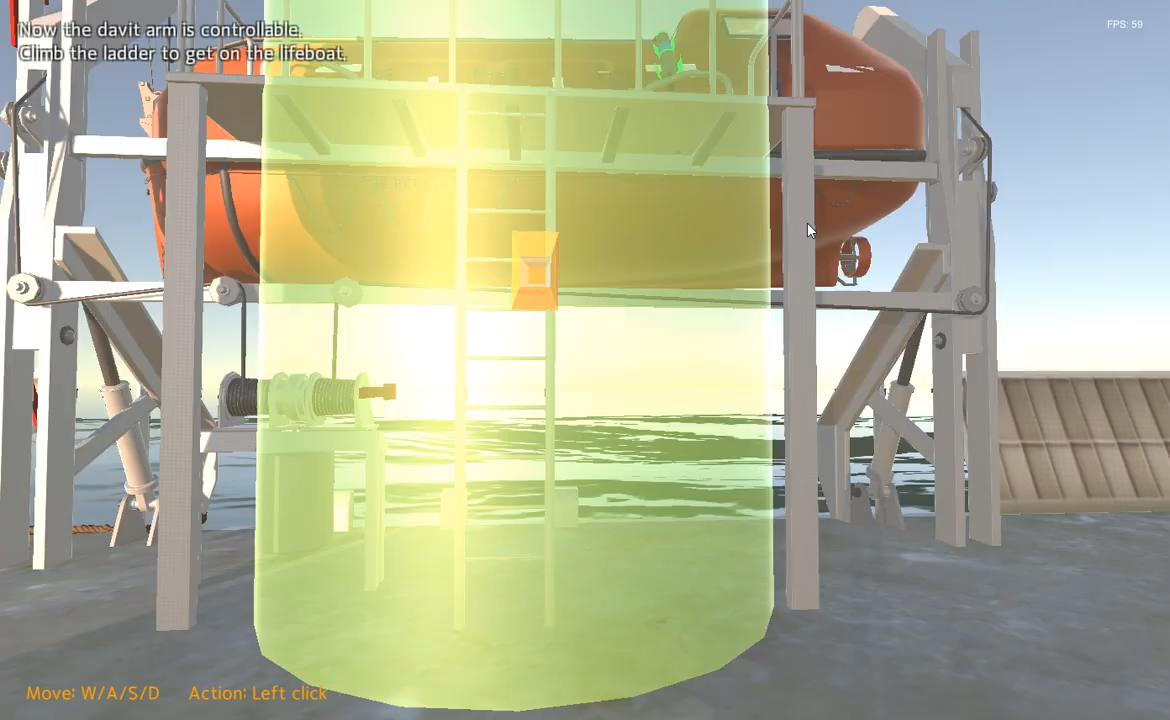 Now the davit arm is controllable.
Climb the ladder to get on the lifeboat.
FPS: 59
Move: W/A/S/D
Action: Left click